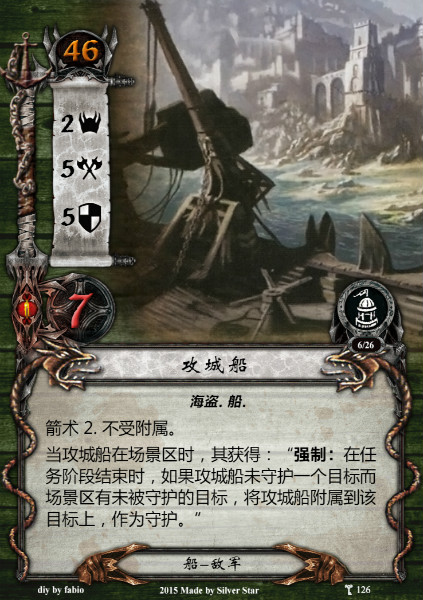 46
2
5
5
7
6/26
攻城船
海盗. 船.
箭术 2. 不受附属。
当攻城船在场景区时，其获得：“强制：在任
务阶段结束时，如果攻城船未守护一个目标而
场景区有未被守护的目标，将攻城船附属到该
目标上，作为守护。”
船–敌军
diy by fabio
2015 Made by Silver Star
126